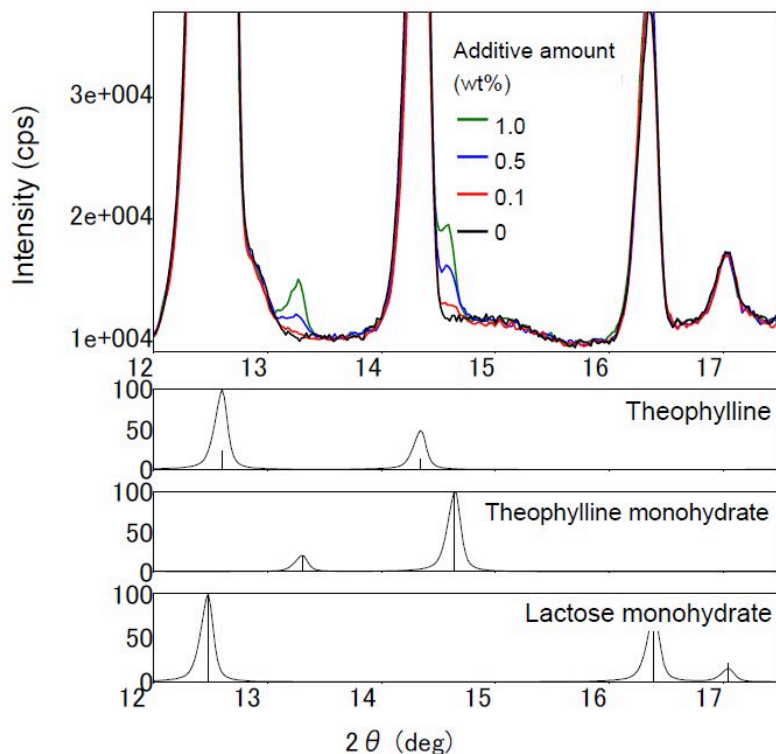 Intensity (cps)
3e+004
2e+004
1e+004
Additive amount
(wt%)
1.0
0.5
0.1
0
12 13 14 15 16 17
100
50
0
Theophylline
100
50
0
Theophylline monohydrate
100
50
0
Lactose monohydrate
12 13 14 15 16 17
2θ (deg)